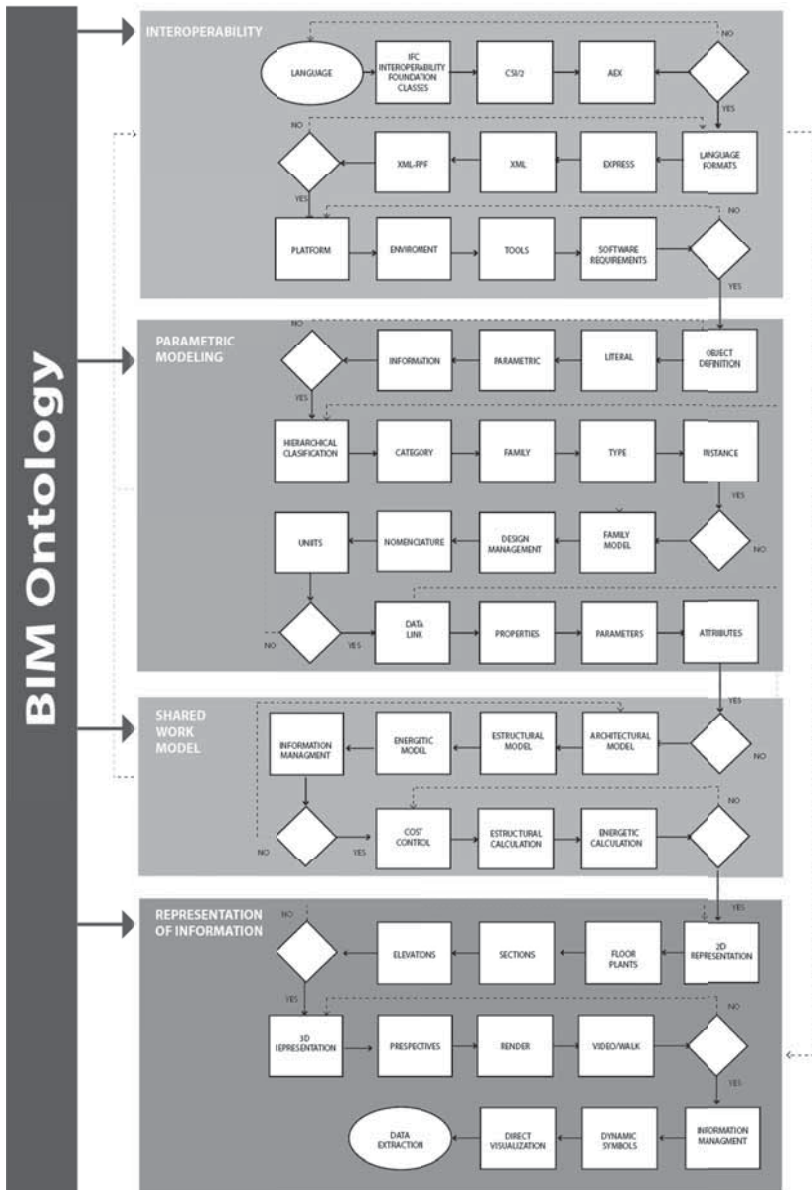 BIM Ontology
INTEROPERABILITY
NO
LANGUAGE
IFC
INTEROPERABILITY
FOUNDATION
CLASSES
CSI/2
AEX
YES
NO
LANGUAGE
FORMATS
EXPRESS
XML
XML-RPF
YES
NO
PLATFORM
ENVIROMENT
TOOLS
SOFTWARE
REQUIREMENTS
YES
PARAMETRIC
MODELING
NO
INFORMATION
PARAMETRIC
LITERAL
OBJECT
DEFINITION
YES
HIERARCHICAL
CLASIFICATION
CATEGORY
FAMILY
TYPE
INSTANCE
YES
UNIITS
NOMENCLATURE
DESIGN
MANAGEMENT
FAMILY
MODEL
NO
NO
YES
DATA
LINK
PROPERTIES
PARAMETERS
ATTRIBUTES
YES
SHARED
WORK
MODEL
INFORMATION
MANAGMENT
ENERGITIC
MODEL
ESTRUCTURAL
MODEL
ARCHITECTURAL
MODEL
NO
NO
NO
YES
COST
CONTROL
ESTRUCTURAL
CALCULATION
ENERGETIC
CALCULATION
YES
REPRESENTATION
OF INFORMATION
NO
ELEVATONS
SECTIONS
FLOOR
PLANTS
2D
REPRESENTATION
YES
NO
3D
REPRESENTATION
PRESPECTIVES
RENDER
VIDEO/WALK
YES
DATA
EXTRACTION
DIRECT
VISUALIZATION
DYNAMIC
SYMBOLS
INFORMATION
MANAGMENT